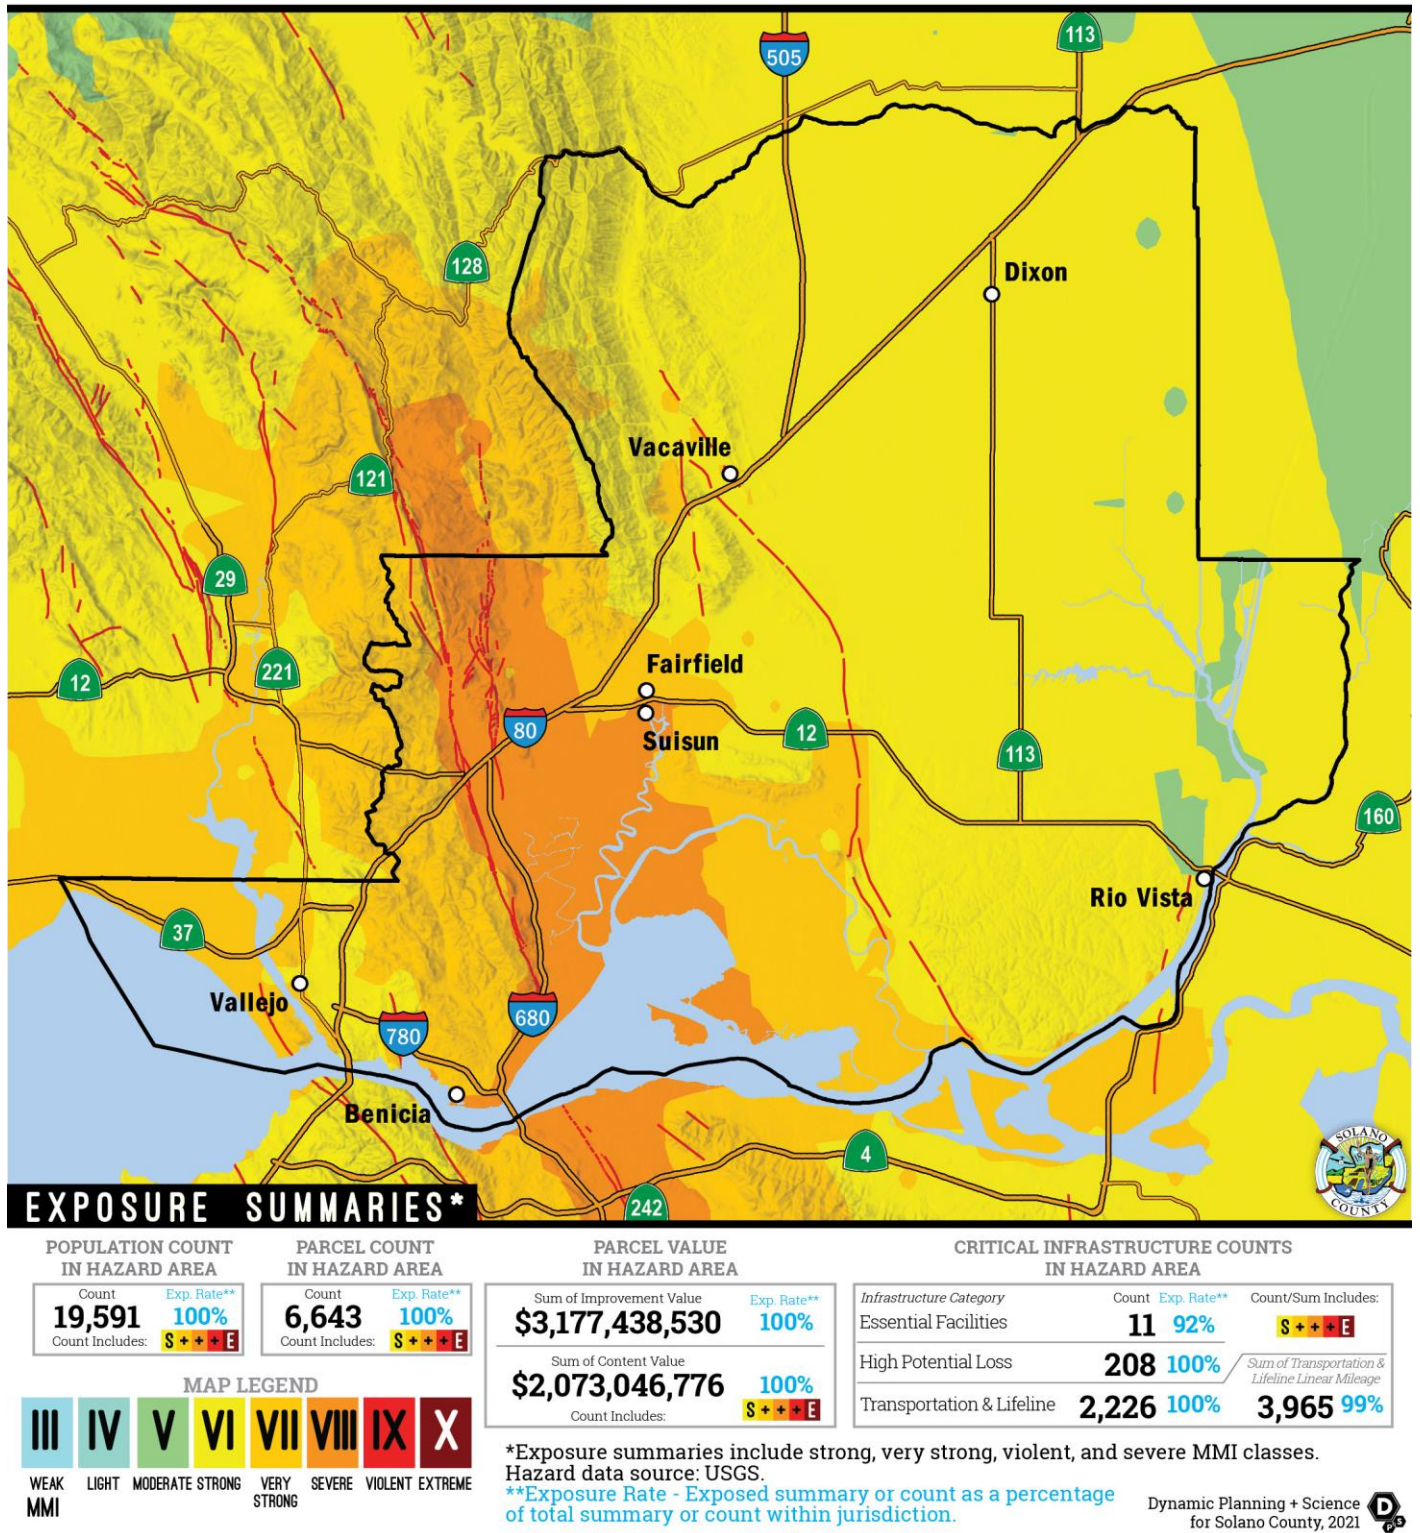 505
113
128
Dixon
Vacaville
121
29
12
221
Fairfield
80
Suisun
12
113
160
Rio Vista
37
Vallejo
780
680
Benicia
4
242
SOLANO
COUNTY
EXPOSURE SUMMARIES*
POPULATION COUNT
IN HAZARD AREA
Count Exp. Rate**
19,591 100%
Count Includes: S + + + E
PARCEL COUNT
IN HAZARD AREA
Count Exp. Rate**
6,643 100%
Count Includes: S + + + E
PARCEL VALUE
IN HAZARD AREA
Sum of Improvement Value Exp. Rate**
$3,177,438,530 100%
Sum of Content Value
$2,073,046,776 100%
Count Includes: S + + + E
CRITICAL INFRASTRUCTURE COUNTS
IN HAZARD AREA
Infrastructure Category Count Exp. Rate** Count/Sum Includes:
Essential Facilities 11 92% S + + + E
High Potential Loss 208 100% Sum of Transportation &
Lifeline Linear Mileage
Transportation & Lifeline 2,226 100% 3,965 99%
MAP LEGEND
III IV V VI VII VIII IX X
WEAK LIGHT MODERATE STRONG VERY STRONG SEVERE VIOLENT EXTREME
MMI
*Exposure summaries include strong, very strong, violent, and severe MMI classes.
Hazard data source: USGS.
**Exposure Rate - Exposed summary or count as a percentage
of total summary or count within jurisdiction.
Dynamic Planning + Science
for Solano County, 2021
D
P S